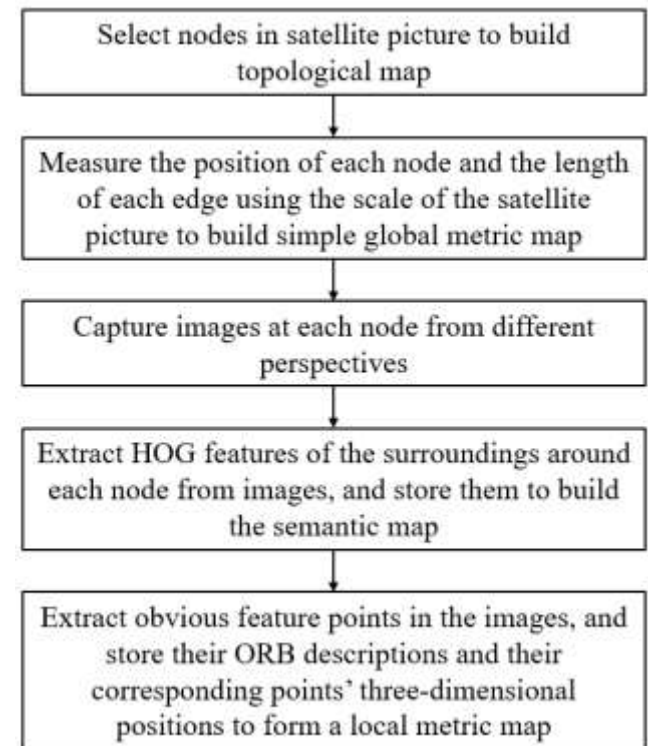 Select nodes in satellite picture to build
topological map
Measure the position of each node and the length
of each edge using the scale of the satellite
picture to build simple global metric map
Capture images at each node from different
perspectives
Extract HOG features of the surroundings around
each node from images, and store them to build
the semantic map
Extract obvious feature points in the images, and
store their ORB descriptions and their
corresponding points’ three-dimensional
positions to form a local metric map